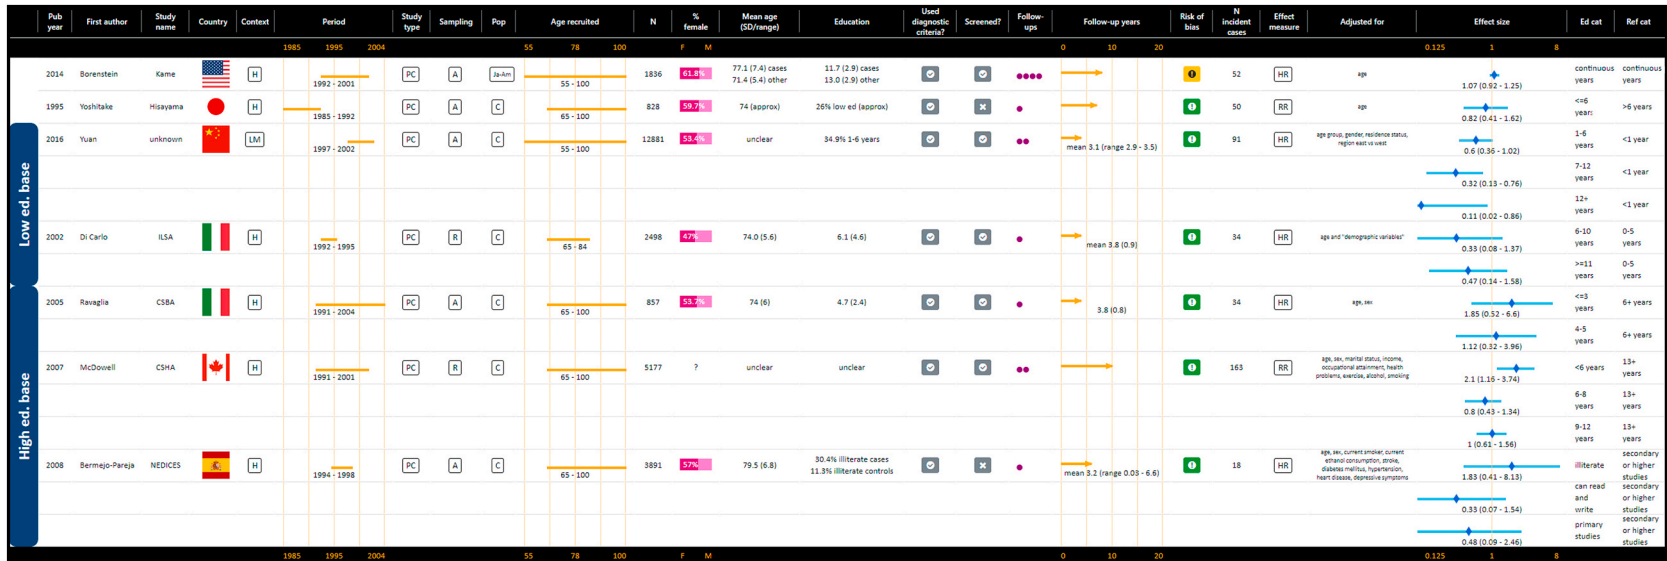 Pub year First author Study name Country Context Period Study type Sampling Pop Age recruited N % female Mean age (SD/range) Education Used diagnostic criteria? Screened? Follow-ups Follow-up years Risk of bias N incident cases Effect measure Adjusted for Effect size Ed cat Ref cat
1985 1995 2004 55 78 100 F M 0 10 20 0.125 1 8
2014 Borenstein Kame H 1992 - 2001 PC A Ja-Am 55 - 100 1836 61.8% 77.1 (7.4) cases 71.4 (5.4) other 11.7 (2.9) cases 13.0 (2.9) other 52 HR age 1.07 (0.92 - 1.25) continuous years continuous years
1995 Yoshitake Hisayama H 1985 - 1992 PC A C 65 - 100 828 59.7% 74 (approx) 26% low ed (approx) 50 RR age 0.82 (0.41 - 1.62) <=6 years >6 years
Low ed. base
2016 Yuan unknown LM 1997 - 2002 PC A C 55 - 100 12881 53.4% unclear 34.9% 1-6 years mean 3.1 (range 2.9 - 3.5) 91 HR age group, gender, residence status, region east vs west 0.6 (0.36 - 1.02) 1-6 years <1 year
0.32 (0.13 - 0.76) 7-12 years <1 year
0.11 (0.02 - 0.86) 12+ years <1 year
2002 Di Carlo ILSA H 1992 - 1995 PC R C 65 - 84 2498 47% 74.0 (5.6) 6.1 (4.6) mean 3.8 (0.9) 34 HR age and "demographic variables" 0.33 (0.08 - 1.37) 6-10 years 0-5 years
0.47 (0.14 - 1.58) >=11 years 0-5 years
High ed. base
2005 Ravaglia CSBA H 1991 - 2004 PC A C 65 - 100 857 53.7% 74 (6) 4.7 (2.4) 3.8 (0.8) 34 HR age, sex 1.85 (0.52 - 6.6) <=3 years 6+ years
1.12 (0.32 - 3.96) 4-5 years 6+ years
2007 McDowell CSHA H 1991 - 2001 PC R C 65 - 100 5177 ? unclear unclear 163 RR age, sex, marital status, income, occupational attainment, health problems, exercise, alcohol, smoking 2.1 (1.16 - 3.74) <6 years 13+ years
0.8 (0.43 - 1.34) 6-8 years 13+ years
1 (0.61 - 1.56) 9-12 years 13+ years
2008 Bermejo-Pareja NEDICES H 1994 - 1998 PC A C 65 - 100 3891 57% 79.5 (6.8) 30.4% illiterate cases 11.3% illiterate controls mean 3.2 (range 0.03 - 6.6) 18 HR age, sex, current smoker, current ethanol consumption, stroke, diabetes mellitus, hypertension, heart disease, depressive symptoms 1.83 (0.41 - 8.13) illiterate secondary or higher studies
0.33 (0.07 - 1.54) can read and write secondary or higher studies
0.48 (0.09 - 2.46) primary studies secondary or higher studies
1985 1995 2004 55 78 100 F M 0 10 20 0.125 1 8